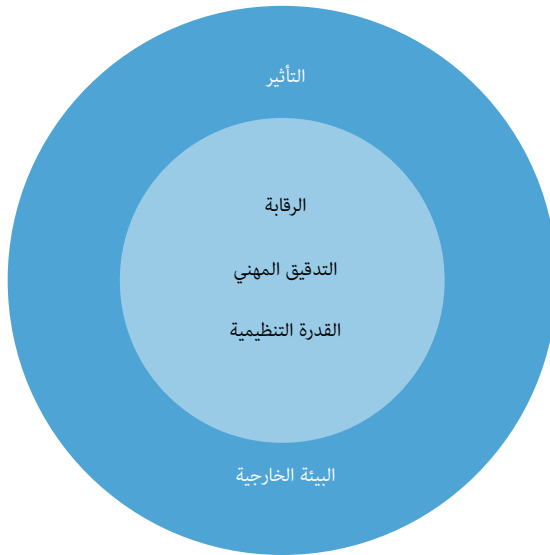 التأثير
الرقابة
التدقيق المهني
القدرة التنظيمية
البيئة الخارجية